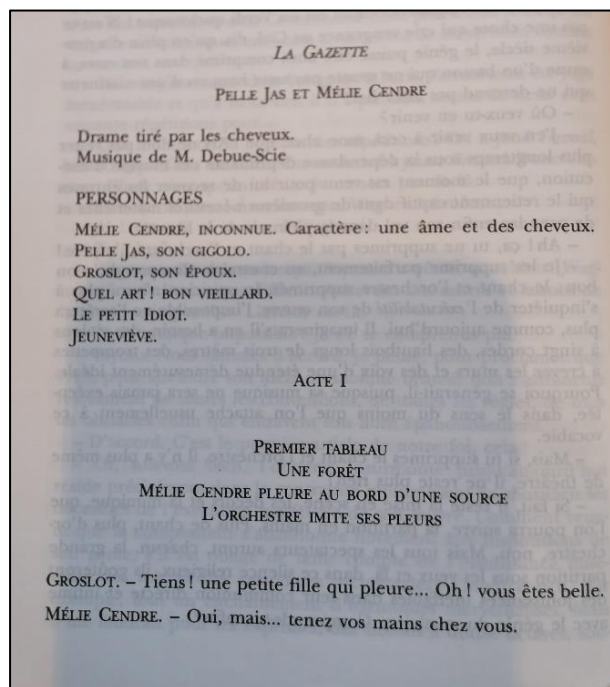 LA GAZETTE
PELLE JAS ET MÉLIE CENDRE
Drame tiré par les cheveux.
Musique de M. Debue-Scie
PERSONNAGES
MÉLIE CENDRE, INCONNUE. Caractère: une âme et des cheveux.
PELLE JAS, SON GIGOLO.
GROSLOT, SON ÉPOUX.
QUEL ART! BON VIEILLARD.
LE PETIT IDIOT.
JEUNEVIÈVE.
ACTE I
PREMIER TABLEAU
UNE FORÊT
MÉLIE CENDRE PLEURE AU BORD D'UNE SOURCE
L'ORCHESTRE IMITE SES PLEURS
GROSLOT. – Tiens! une petite fille qui pleure... Oh! vous êtes belle.
MÉLIE CENDRE. – Oui, mais... tenez vos mains chez vous.